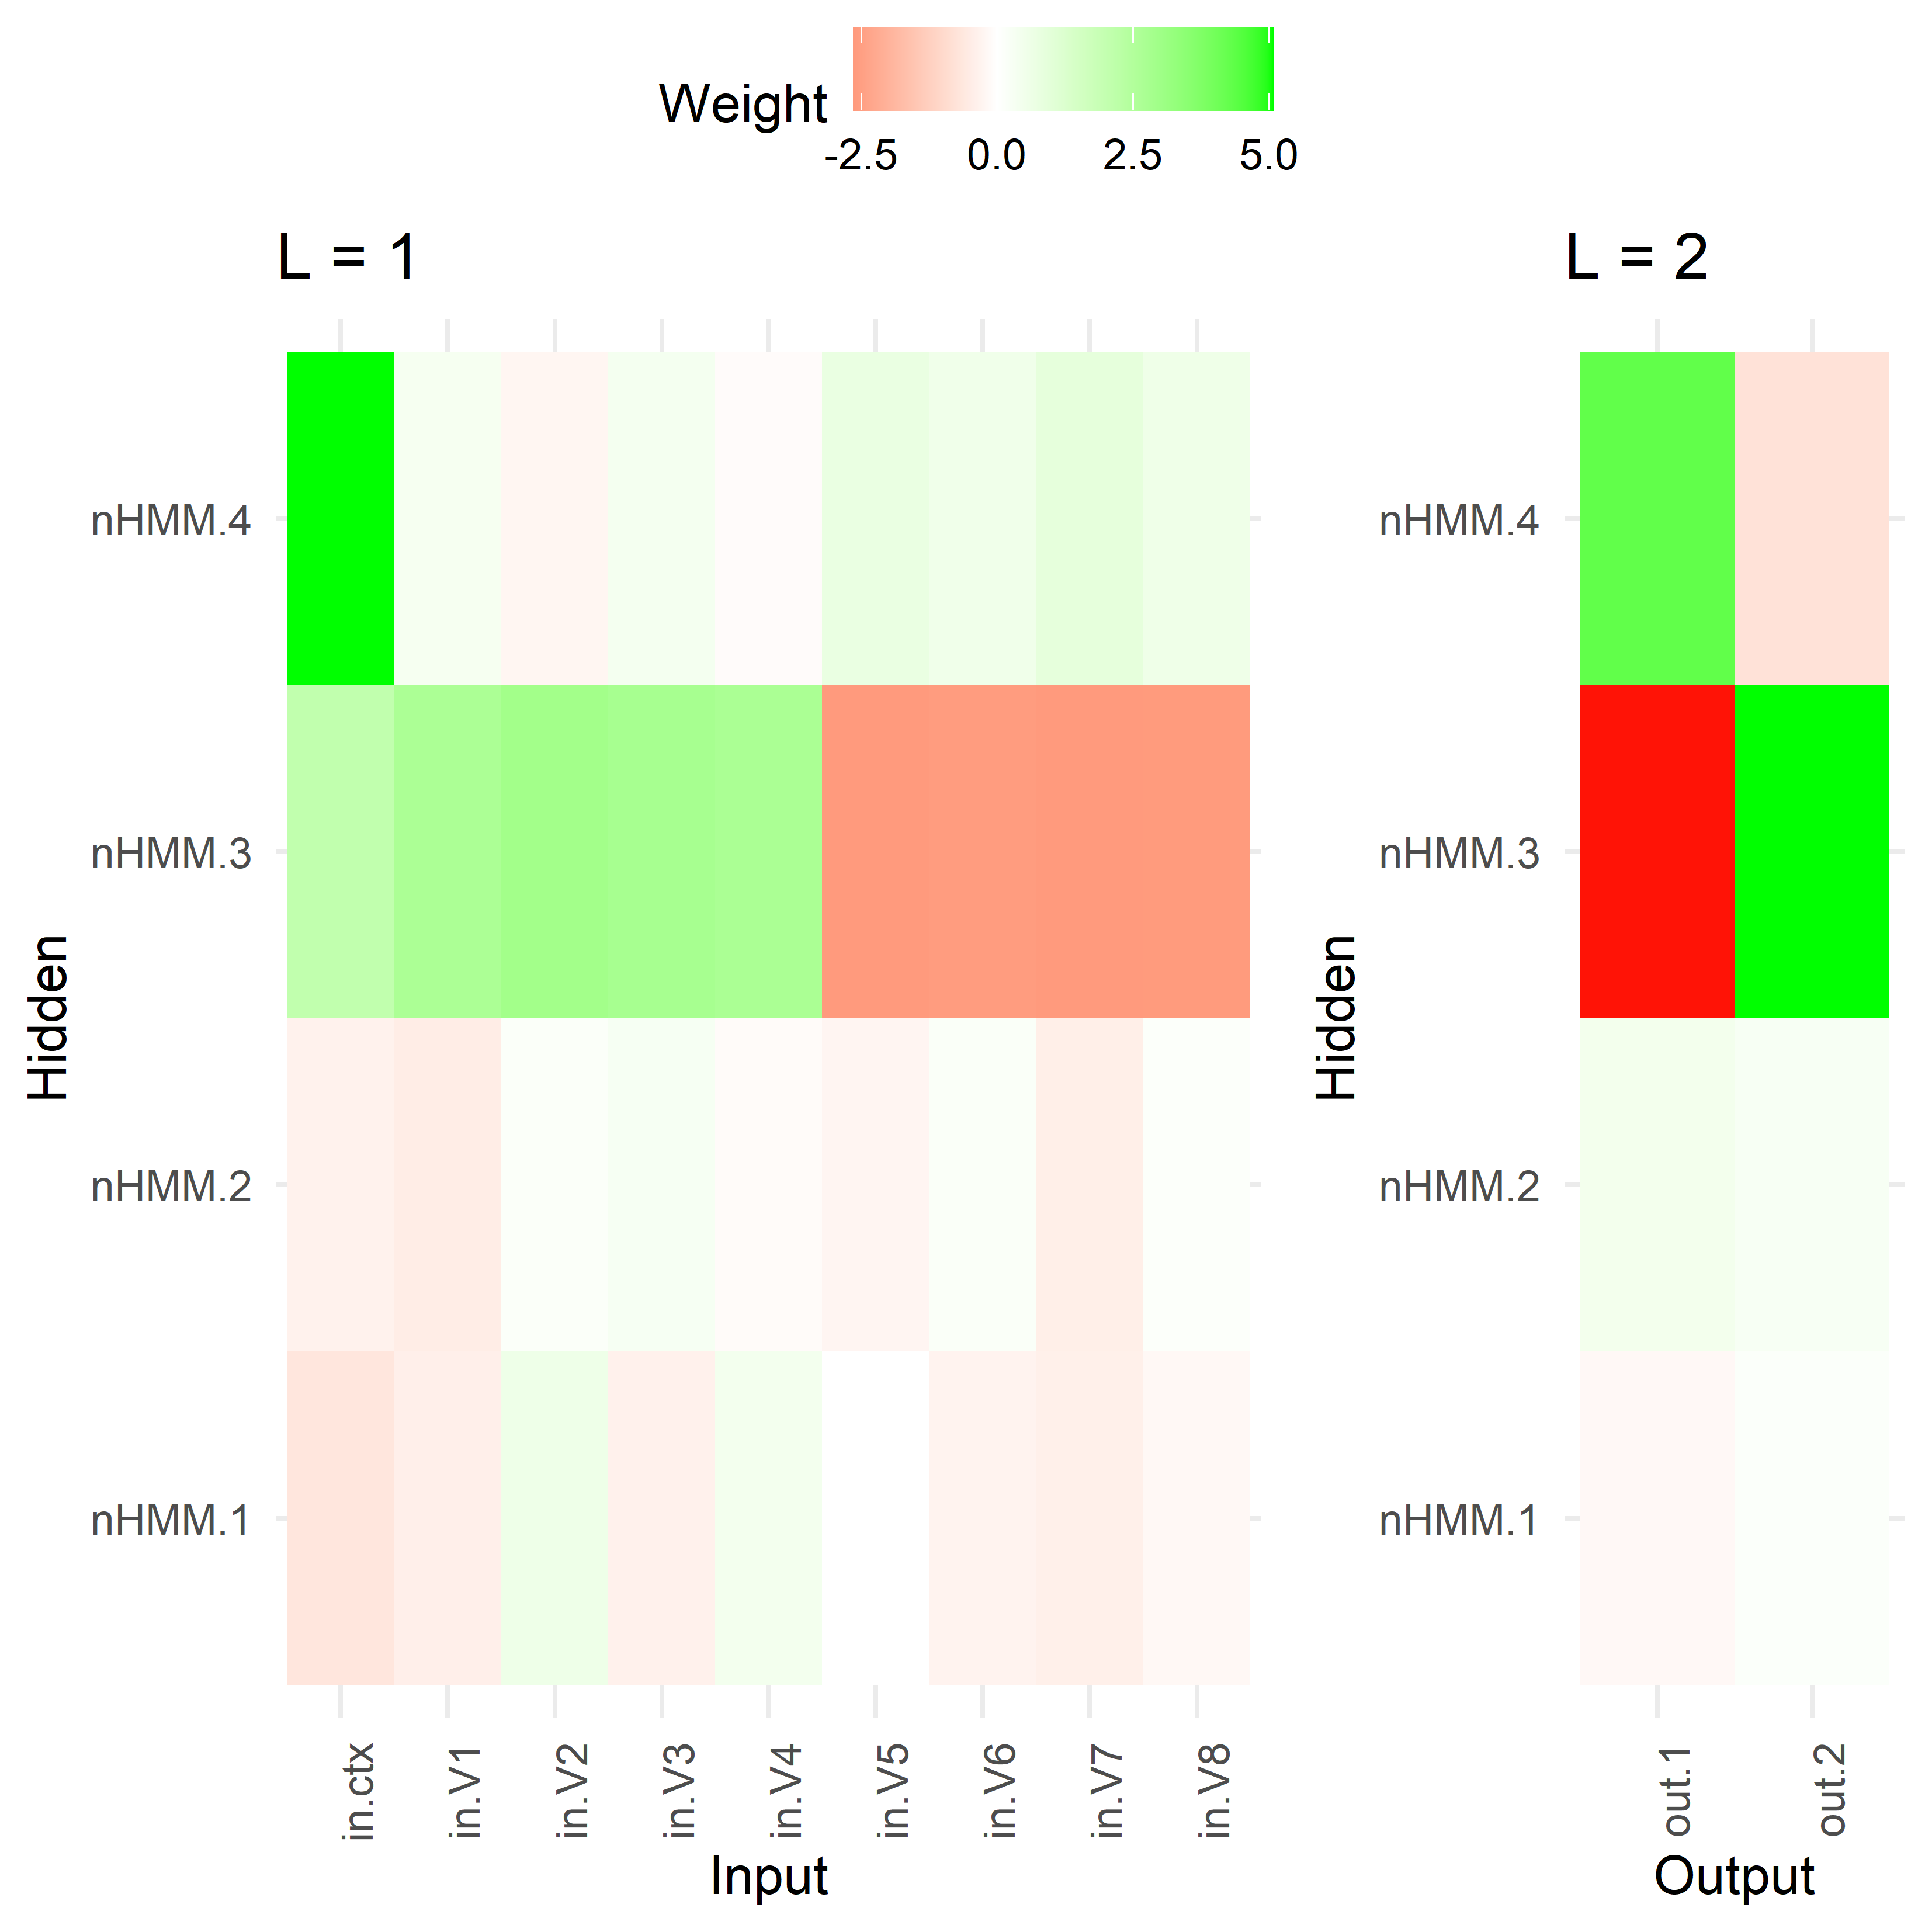 Weight
-2.5 0.0 2.5 5.0
L = 1
nHMM.4
nHMM.3
nHMM.2
nHMM.1
Hidden
in.ctx in.V1 in.V2 in.V3 in.V4 in.V5 in.V6 in.V7 in.V8
Input
L = 2
nHMM.4
nHMM.3
nHMM.2
nHMM.1
Hidden
out.1 out.2
Output